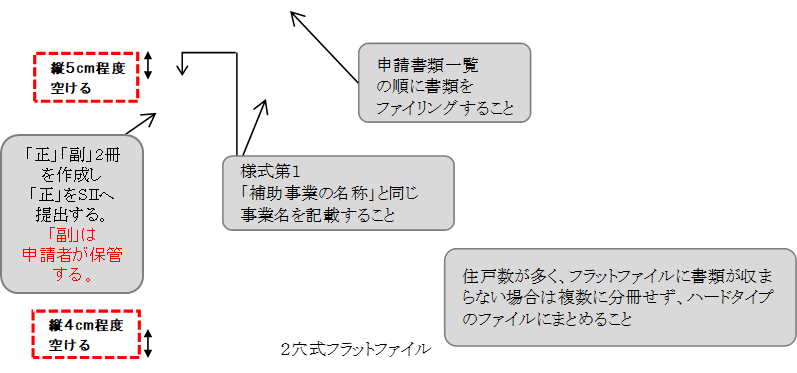 縦5cm程度
空ける
申請書類一覧
の順に書類を
ファイリングすること
「正」「副」2冊
を作成し
「正」をSIIへ
提出する。
「副」は
申請者が保管
する。
様式第1
「補助事業の名称」と同じ
事業名を記載すること
住戸数が多く、フラットファイルに書類が収ま
らない場合は複数に分冊せず、ハードタイプ
のファイルにまとめること
縦4cm程度
空ける
2穴式フラットファイル